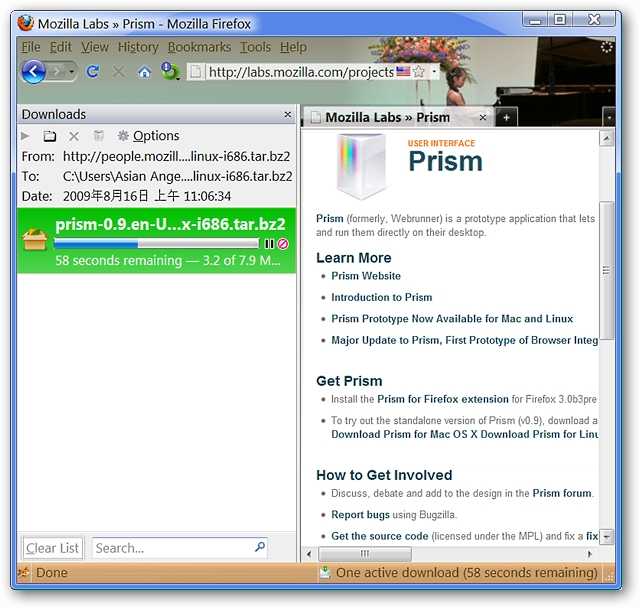 Mozilla Labs » Prism - Mozilla Firefox
File Edit View History Bookmarks Tools Help
http://labs.mozilla.com/projects
Downloads
Options
From: http://people.mozill....linux-i686.tar.bz2
To: C:\Users\Asian Ange....linux-i686.tar.bz2
Date: 2009年8月16日 上午 11:06:34
prism-0.9.en-U...x-i686.tar.bz2
58 seconds remaining — 3.2 of 7.9 M...
Clear List
Search...
Mozilla Labs » Prism
USER INTERFACE
Prism
Prism (formerly, Webrunner) is a prototype application that lets
and run them directly on their desktop.
Learn More
Prism Website
Introduction to Prism
Prism Prototype Now Available for Mac and Linux
Major Update to Prism, First Prototype of Browser Integ
Get Prism
Install the Prism for Firefox extension for Firefox 3.0b3pre
To try out the standalone version of Prism (v0.9), download a
Download Prism for Mac OS X Download Prism for Linu
How to Get Involved
Discuss, debate and add to the design in the Prism forum.
Report bugs using Bugzilla.
Get the source code (licensed under the MPL) and fix a fix
Done
One active download (58 seconds remaining)